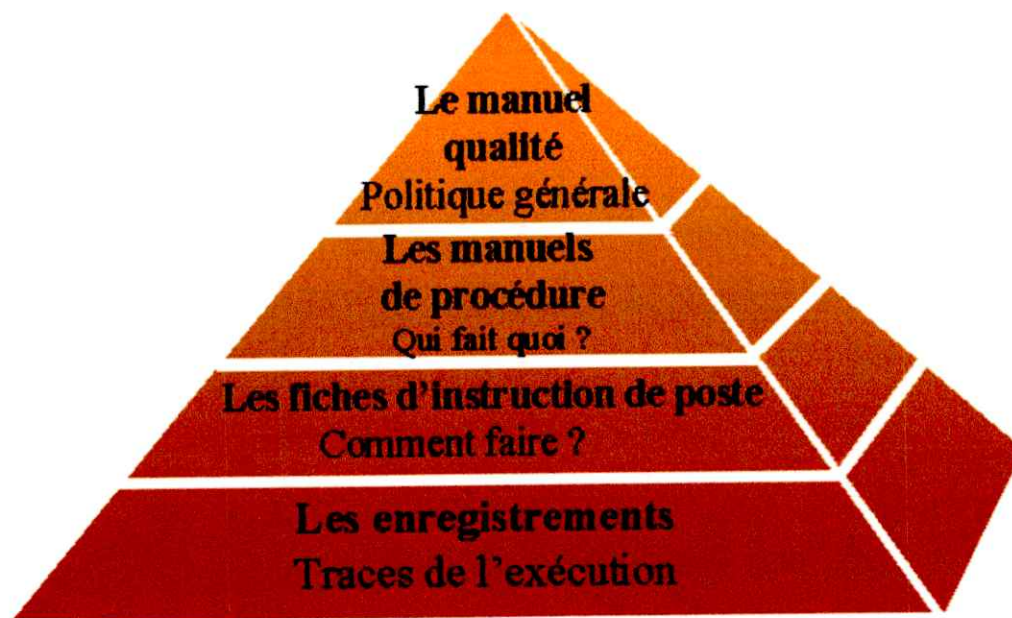 Le manuel
qualité
Politique générale
Les manuels
de procédure
Qui fait quoi ?
Les fiches d'instruction de poste
Comment faire ?
Les enregistrements
Traces de l'exécution